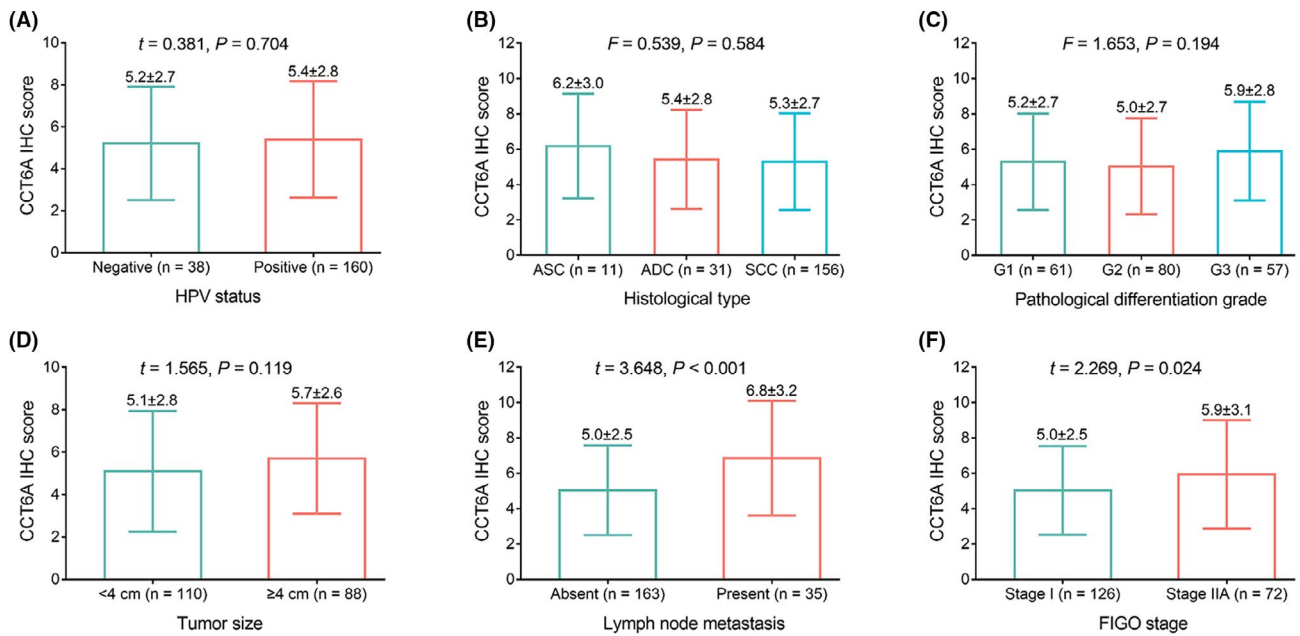 (A)
t = 0.381, P = 0.704
10
8
6
4
2
0
CCT6A IHC score
5.2±2.7
5.4±2.8
Negative (n = 38)
Positive (n = 160)
HPV status
(B)
F = 0.539, P = 0.584
12
10
8
6
4
2
0
CCT6A IHC score
6.2±3.0
5.4±2.8
5.3±2.7
ASC (n = 11)
ADC (n = 31)
SCC (n = 156)
Histological type
(C)
F = 1.653, P = 0.194
12
10
8
6
4
2
0
CCT6A IHC score
5.2±2.7
5.0±2.7
5.9±2.8
G1 (n = 61)
G2 (n = 80)
G3 (n = 57)
Pathological differentiation grade
(D)
t = 1.565, P = 0.119
10
8
6
4
2
0
CCT6A IHC score
5.1±2.8
5.7±2.6
<4 cm (n = 110)
≥4 cm (n = 88)
Tumor size
(E)
t = 3.648, P < 0.001
12
10
8
6
4
2
0
CCT6A IHC score
5.0±2.5
6.8±3.2
Absent (n = 163)
Present (n = 35)
Lymph node metastasis
(F)
t = 2.269, P = 0.024
12
10
8
6
4
2
0
CCT6A IHC score
5.0±2.5
5.9±3.1
Stage I (n = 126)
Stage IIA (n = 72)
FIGO stage